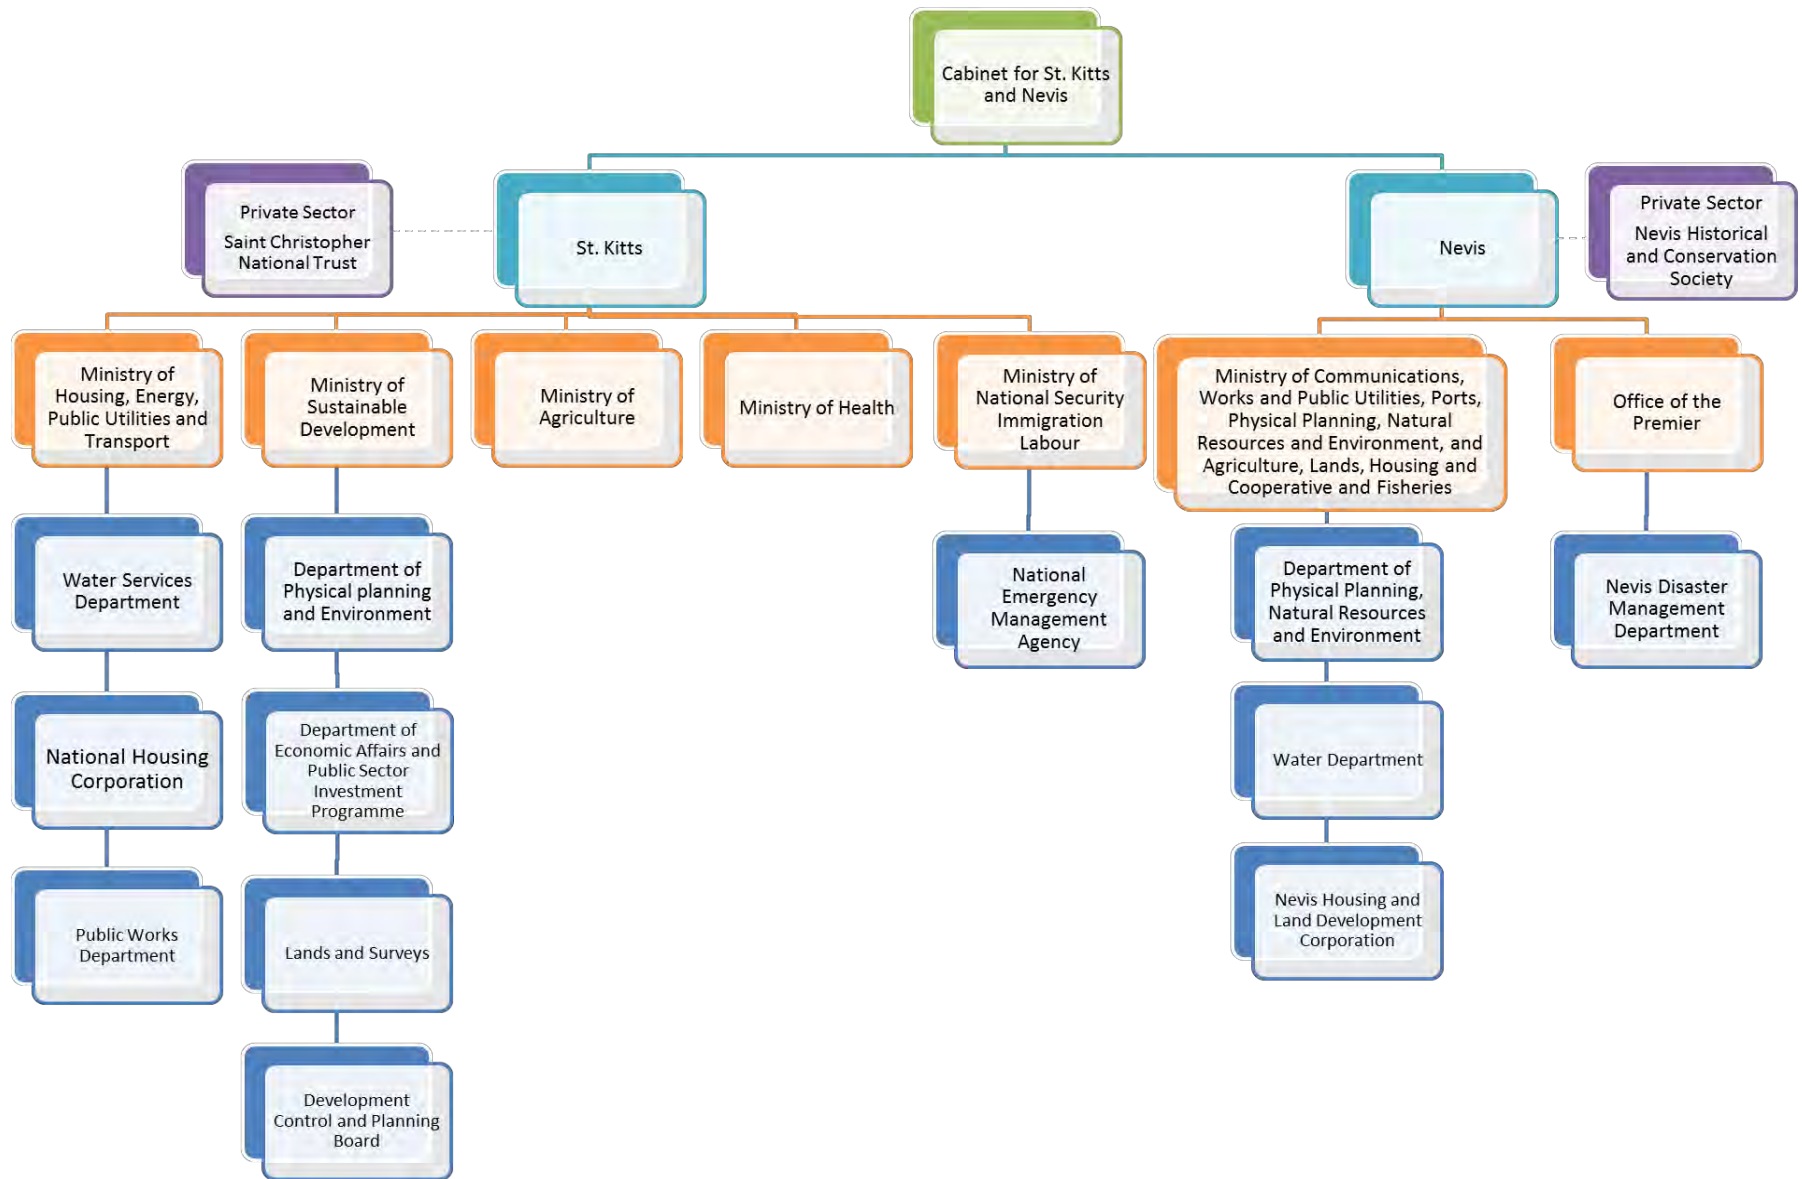 Cabinet for St. Kitts
and Nevis
Private Sector
Saint Christopher
National Trust
St. Kitts
Nevis
Private Sector
Nevis Historical
and Conservation
Society
Ministry of
Housing, Energy,
Public Utilities and
Transport
Ministry of
Sustainable
Development
Ministry of
Agriculture
Ministry of Health
Ministry of
National Security
Immigration
Labour
Ministry of Communications,
Works and Public Utilities, Ports,
Physical Planning, Natural
Resources and Environment, and
Agriculture, Lands, Housing and
Cooperative and Fisheries
Office of the
Premier
Water Services
Department
Department of
Physical planning
and Environment
National
Emergency
Management
Agency
Department of
Physical Planning,
Natural Resources
and Environment
Nevis Disaster
Management
Department
National Housing
Corporation
Department of
Economic Affairs and
Public Sector
Investment
Programme
Water Department
Public Works
Department
Lands and Surveys
Nevis Housing and
Land Development
Corporation
Development
Control and Planning
Board